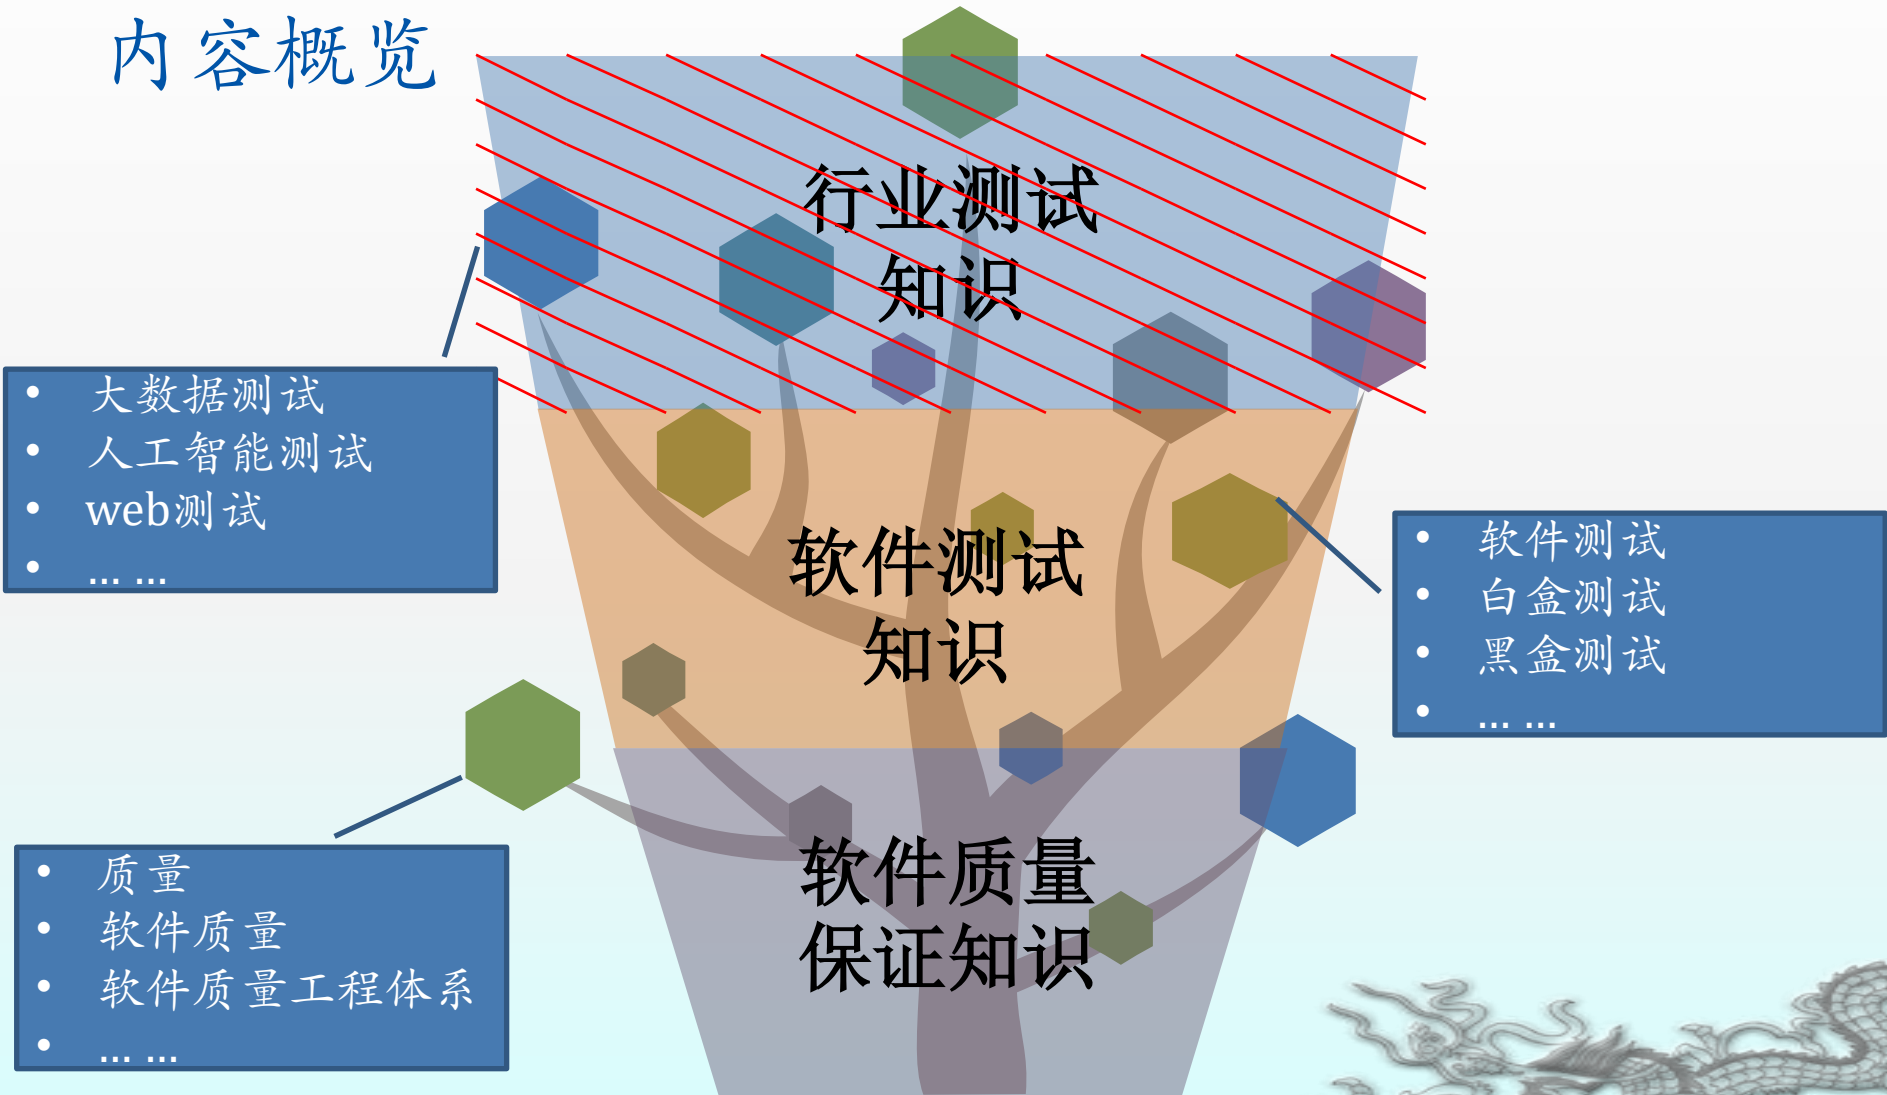 内容概览
行业测试
知识
• 大数据测试
• 人工智能测试
• web测试
• … …
软件测试
知识
• 软件测试
• 白盒测试
• 黑盒测试
• … …
软件质量
保证知识
• 质量
• 软件质量
• 软件质量工程体系
• … …